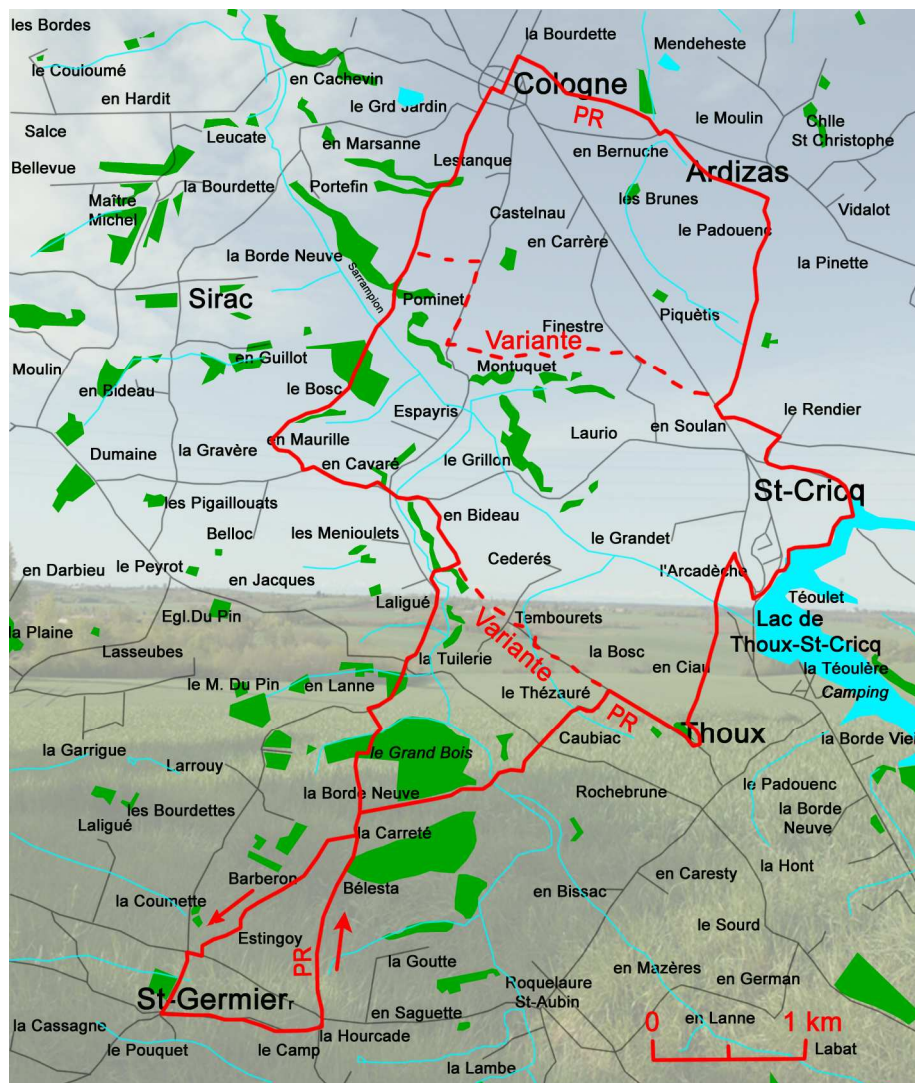 les Bordes
la Bourdette
Mendeheste
le Couloumé
en Cachevin
Cologne
en Hardit
le Grd Jardin
PR
le Moulin
Chlle
St Christophe
Salce
Leucate
en Marsanne
en Bernuche
Bellevue
Lestanque
Ardizas
la Bourdette
Portefin
Maître
Michel
les Brunes
Vidalot
Castelnau
le Padouenc
en Carrère
la Borde Neuve
la Pinette
Sarrampion
Sirac
Pominet
Piquètis
Finestre
Variante
Moulin
en Guillot
Montuquet
en Bideau
le Bosc
Espayris
le Rendier
en Soulan
Laurio
en Maurille
la Gravère
Dumaine
en Cavaré
le Grillon
St-Cricq
les Pigaillouats
en Bideau
Belloc
les Menioulets
le Grandet
Cederés
en Darbieu
le Peyrot
en Jacques
l'Arcadèche
Laligué
Téoulet
Egl.Du Pin
Tembourets
Lac de
Thoux-St-Cricq
la Plaine
Variante
Lasseubes
la Bosc
la Tuilerie
en Ciau
la Téoulère
Camping
le M. Du Pin
en Lanne
le Thézauré
PR
Thoux
la Garrigue
le Grand Bois
Caubiac
la Borde Vie
Larrouy
la Borde Neuve
Rochebrune
le Padouenc
les Bourdettes
Laligué
la Borde
Neuve
la Carreté
la Hont
Barberon
Bélesta
en Caresty
la Coumette
en Bissac
le Sourd
Estingoy
PR
la Goutte
en Mazères
en German
Roquelaure
St-Aubin
St-Germier
r
en Saguette
en Lanne
0
1 km
la Cassagne
la Hourcade
le Pouquet
le Camp
Labat
la Lambe